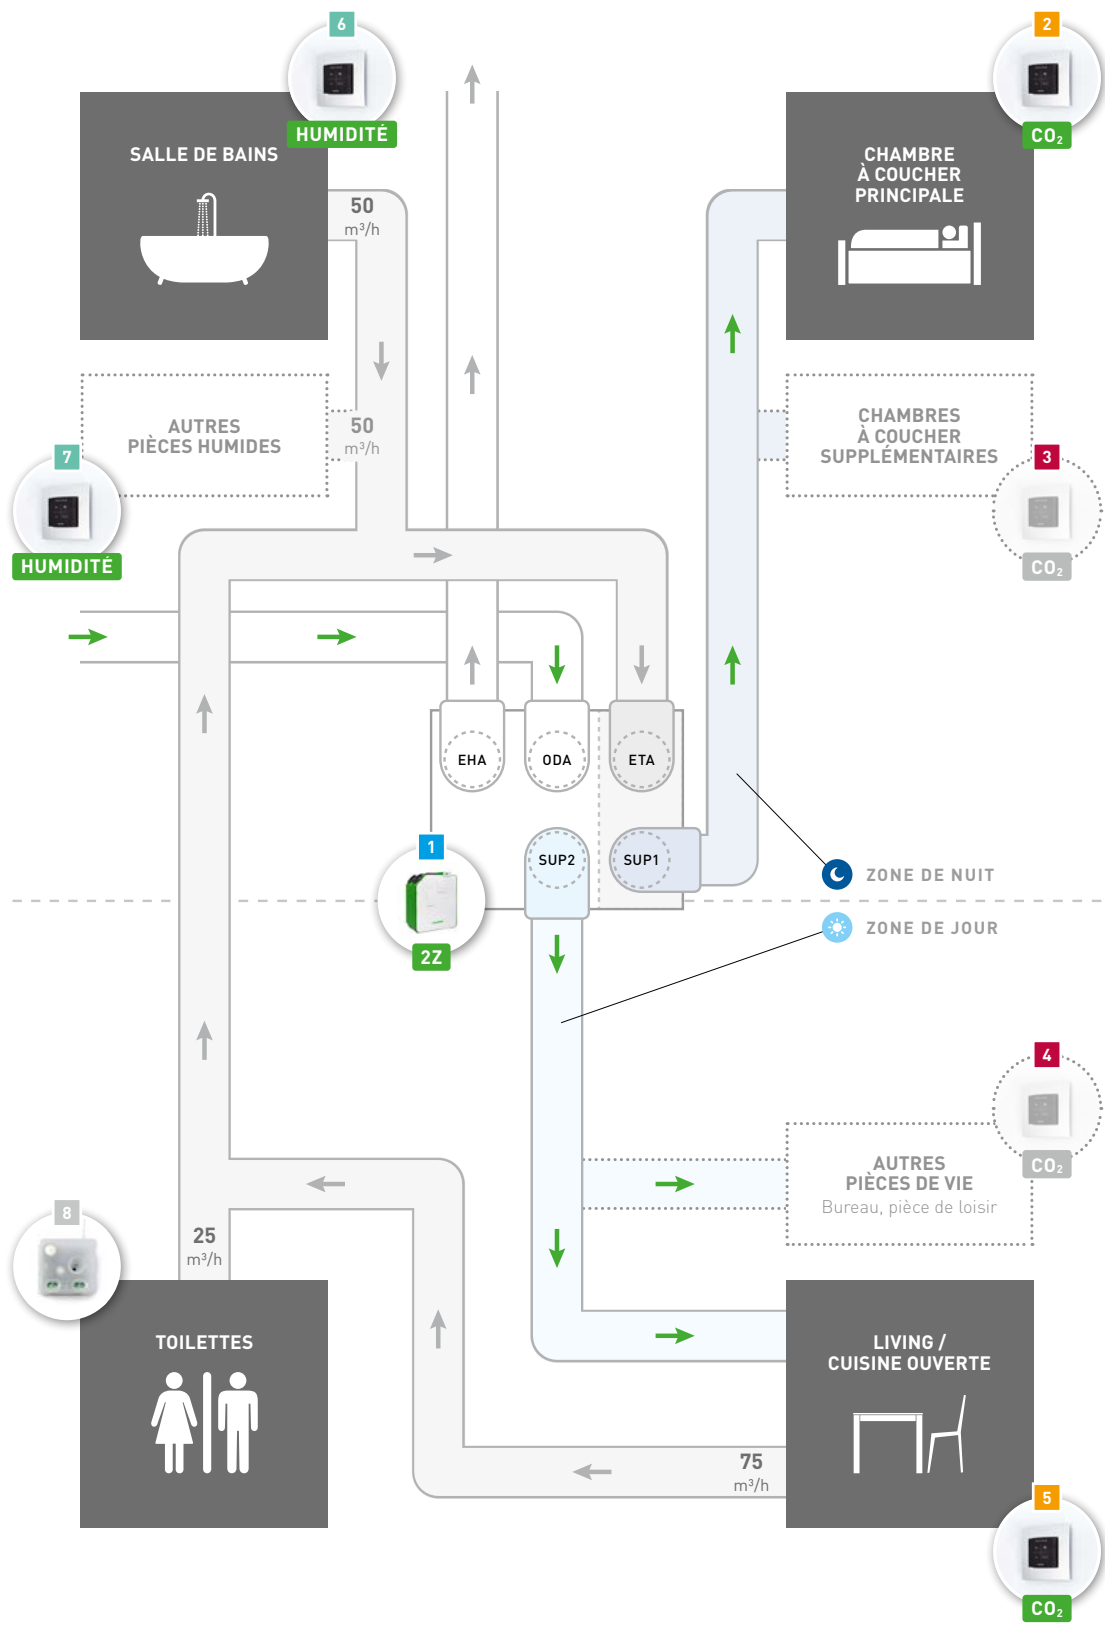 6
HUMIDITÉ
SALLE DE BAINS
50
m³/h
2
CO₂
CHAMBRE
À COUCHER
PRINCIPALE
AUTRES
PIÈCES HUMIDES
50
m³/h
7
HUMIDITÉ
CHAMBRES
À COUCHER
SUPPLÉMENTAIRES
3
CO₂
EHA
ODA
ETA
SUP2
SUP1
1
2Z
ZONE DE NUIT
ZONE DE JOUR
4
CO₂
AUTRES
PIÈCES DE VIE
Bureau, pièce de loisir
8
25
m³/h
TOILETTES
LIVING /
CUISINE OUVERTE
75
m³/h
5
CO₂